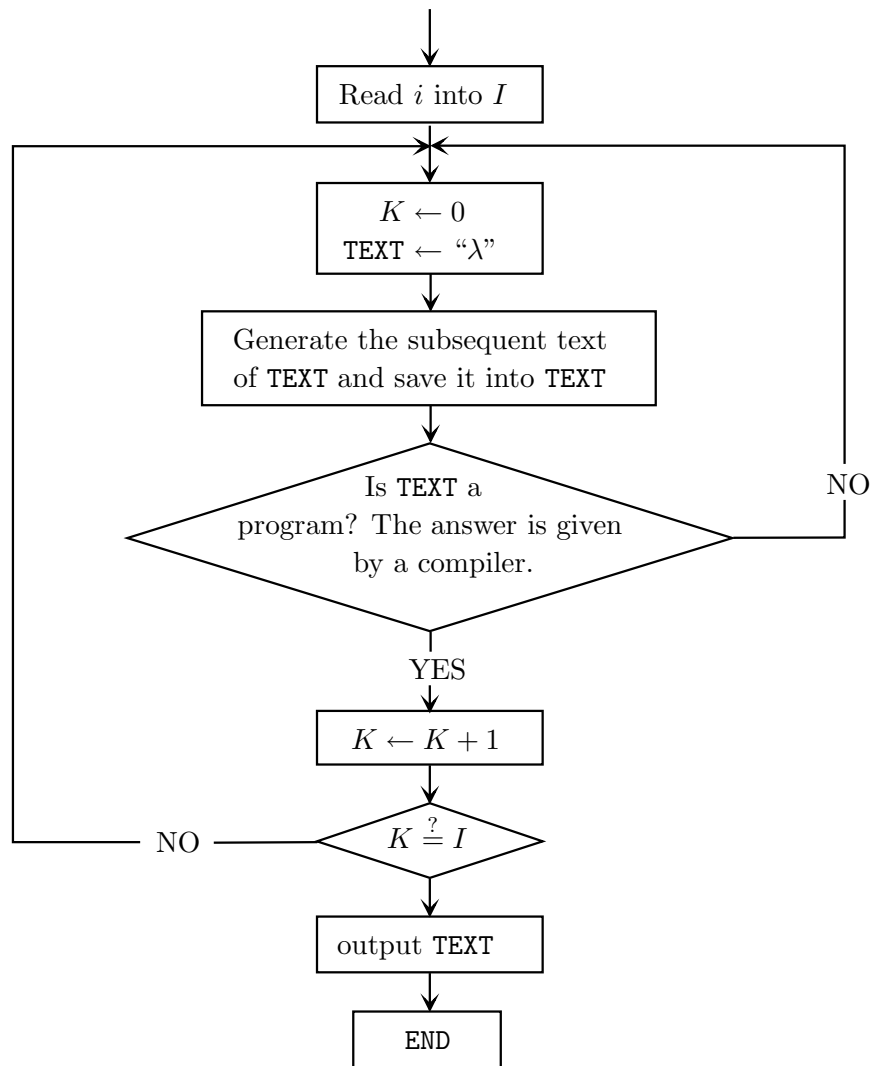 Read i into I
K ← 0
TEXT ← “λ”
Generate the subsequent text
of TEXT and save it into TEXT
Is TEXT a
program? The answer is given
by a compiler.
NO
YES
K ← K + 1
K ≟ I
NO
output TEXT
END